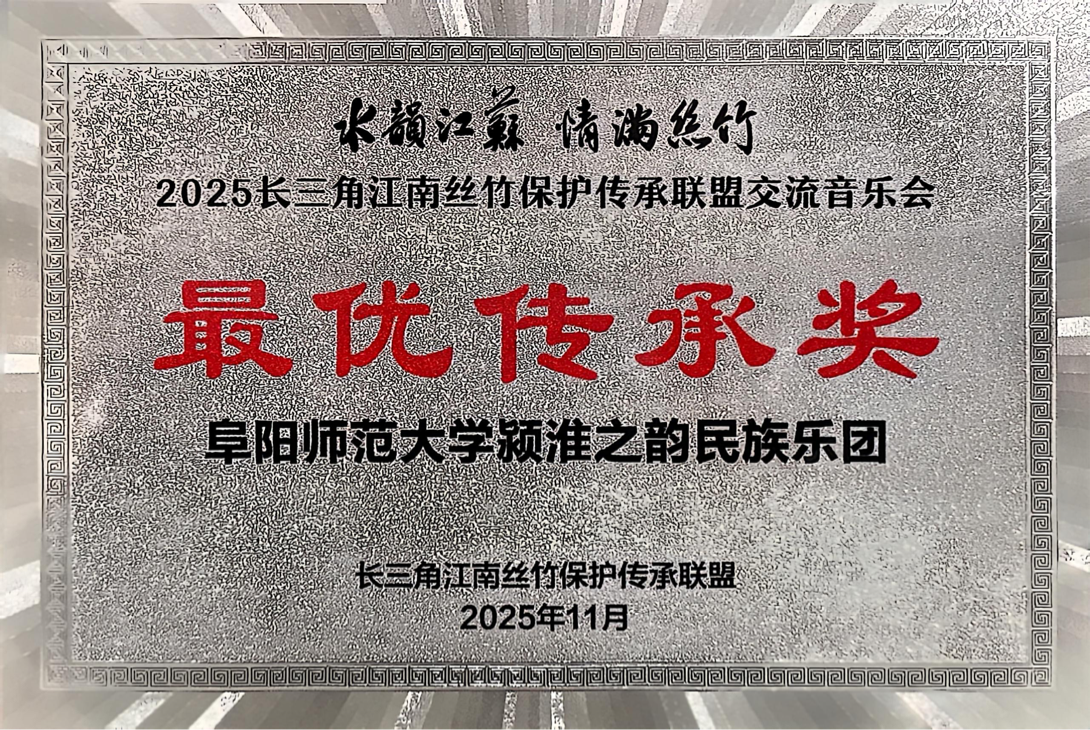 水韻江蘇 情滿絲竹
2025长三角江南丝竹保护传承联盟交流音乐会
最优传承奖
阜阳师范大学颍淮之韵民族乐团
长三角江南丝竹保护传承联盟
2025年11月